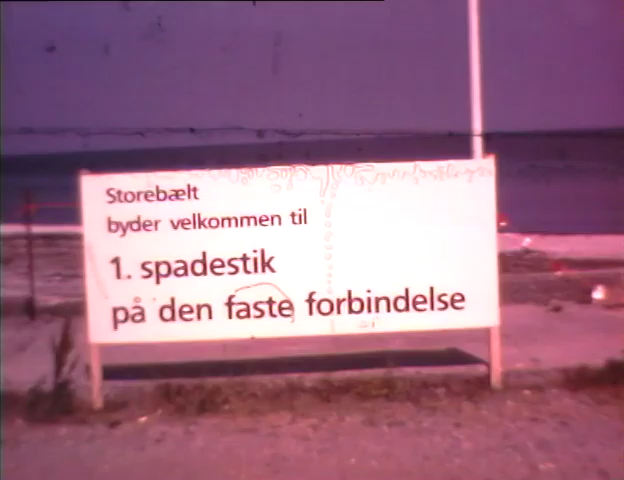 Storebælt
byder velkommen til
1. spadestik
på den faste forbindelse